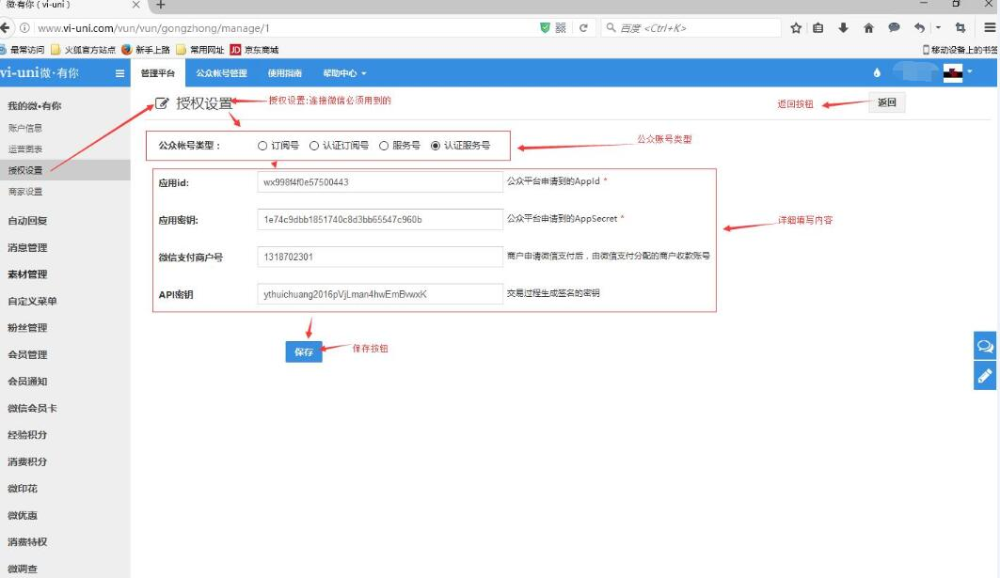 微·有你 ( vi-uni )
www.vi-uni.com/vun/vun/gongzhong/manage/1
百度 <Ctrl+K>
最常访问 火狐官方站点 新手上路 常用网址 JD 京东商城
移动设备上的书签
vi-uni微·有你
管理平台 公众帐号管理 使用指南 帮助中心
我的微·有你
账户信息
运营图表
授权设置
商家设置
自动回复
消息管理
素材管理
自定义菜单
粉丝管理
会员管理
会员通知
微信会员卡
经验积分
消费积分
微印花
微优惠
消费特权
微调查
授权设置
授权设置:连接微信必须用到的
返回按钮
返回
公众帐号类型：
订阅号 认证订阅号 服务号 认证服务号
公众账号类型
应用id: wx998f4f0e57500443 公众平台申请到的AppId *
应用密钥: 1e74c9dbb1851740c8d3bb65547c960b 公众平台申请到的AppSecret *
详细填写内容
微信支付商户号 1318702301 商户申请微信支付后，由微信支付分配的商户收款账号
API密钥 ythuichuang2016pVjLman4hwEmBvwxK 交易过程生成签名的密钥
保存
保存按钮